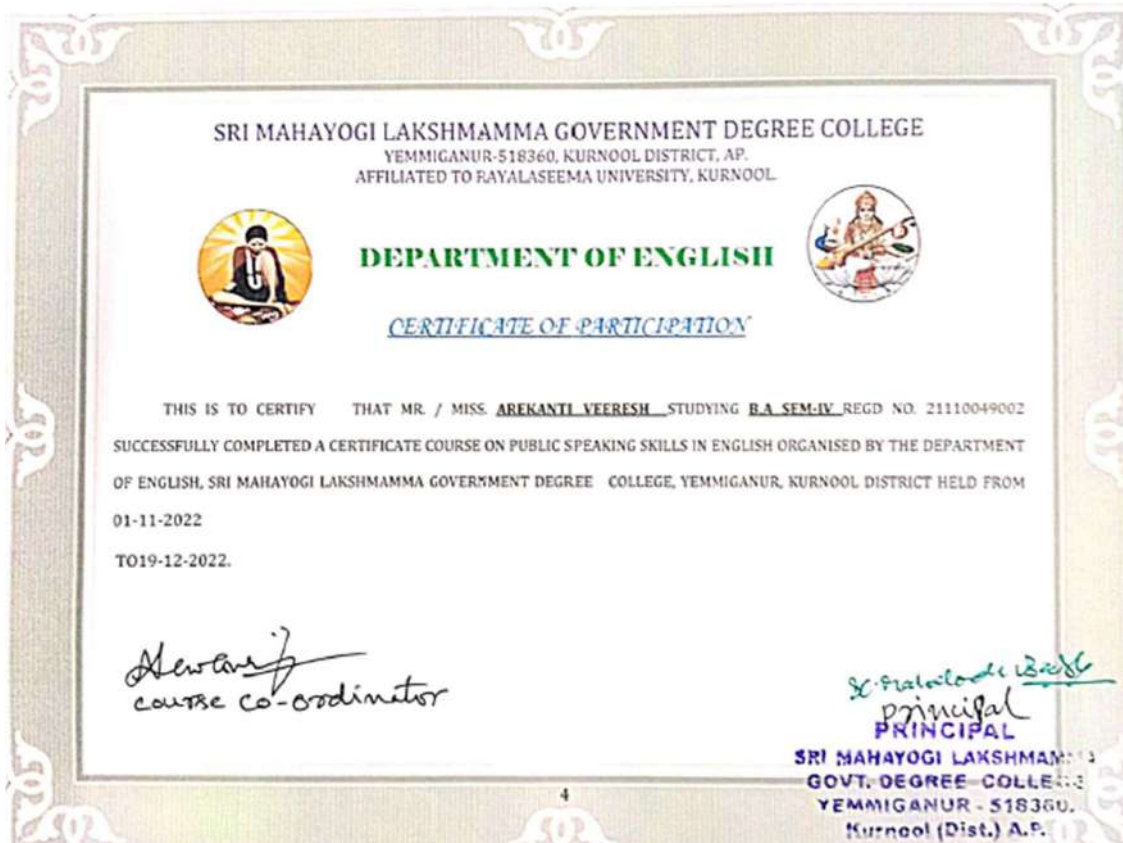 SRI MAHAYOGI LAKSHMAMMA GOVERNMENT DEGREE COLLEGE
YEMMIGANUR-518360, KURNOOL DISTRICT, AP.
AFFILIATED TO RAYALASEEMA UNIVERSITY, KURNOOL
DEPARTMENT OF ENGLISH
CERTIFICATE OF PARTICIPATION
THIS IS TO CERTIFY THAT MR. / MISS. AREKANTI VEERESH STUDYING B.A SEM-IV REGD NO. 21110049002
SUCCESSFULLY COMPLETED A CERTIFICATE COURSE ON PUBLIC SPEAKING SKILLS IN ENGLISH ORGANISED BY THE DEPARTMENT
OF ENGLISH, SRI MAHAYOGI LAKSHMAMMA GOVERNMENT DEGREE COLLEGE, YEMMIGANUR, KURNOOL DISTRICT HELD FROM
01-11-2022
TO19-12-2022.
course co-ordinator
principal
PRINCIPAL
SRI MAHAYOGI LAKSHMAMMA
GOVT. DEGREE COLLEGE
YEMMIGANUR - 518360.
Kurnool (Dist.) A.P.
4